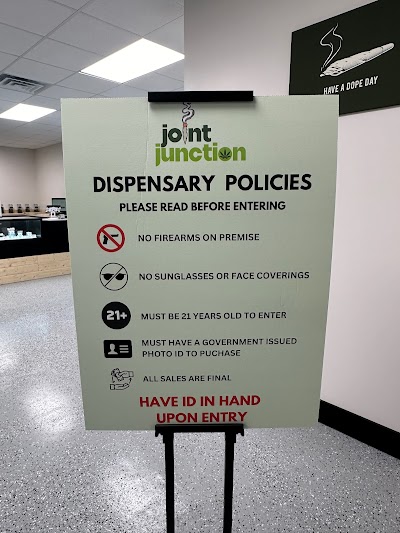 HAVE A DOPE DAY
joint
junction
DISPENSARY POLICIES
PLEASE READ BEFORE ENTERING
NO FIREARMS ON PREMISE
NO SUNGLASSES OR FACE COVERINGS
21+
MUST BE 21 YEARS OLD TO ENTER
MUST HAVE A GOVERNMENT ISSUED
PHOTO ID TO PUCHASE
ALL SALES ARE FINAL
HAVE ID IN HAND
UPON ENTRY